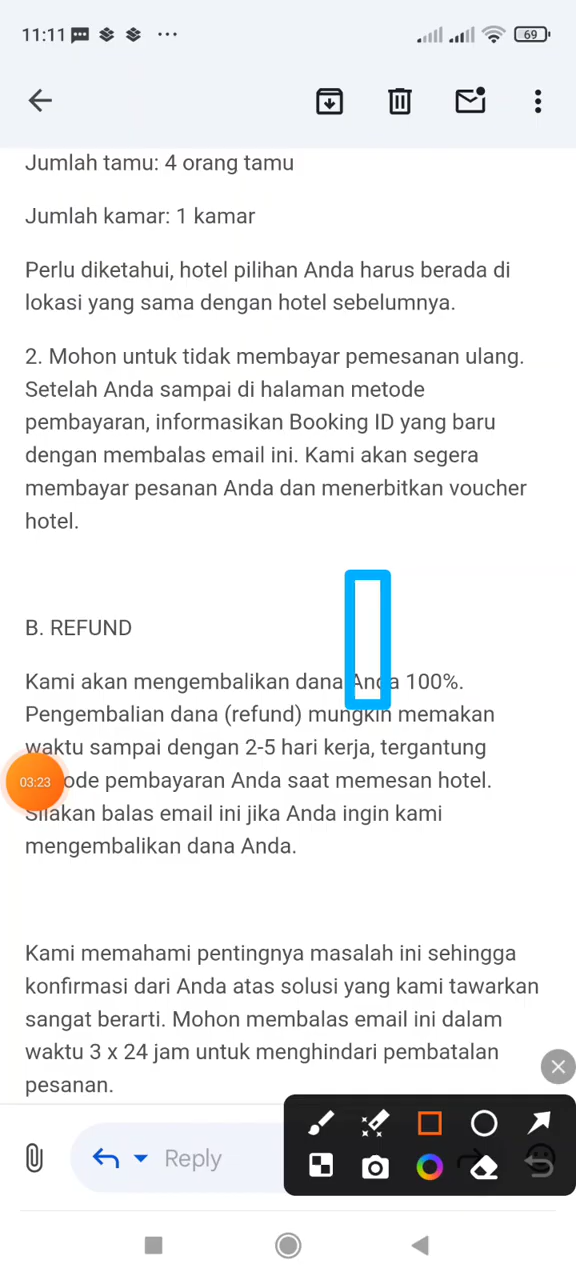 11:11
69
Jumlah tamu: 4 orang tamu
Jumlah kamar: 1 kamar
Perlu diketahui, hotel pilihan Anda harus berada di
lokasi yang sama dengan hotel sebelumnya.
2. Mohon untuk tidak membayar pemesanan ulang.
Setelah Anda sampai di halaman metode
pembayaran, informasikan Booking ID yang baru
dengan membalas email ini. Kami akan segera
membayar pesanan Anda dan menerbitkan voucher
hotel.
B. REFUND
Kami akan mengembalikan dana Anda 100%.
Pengembalian dana (refund) mungkin memakan
waktu sampai dengan 2-5 hari kerja, tergantung
03:23
ode pembayaran Anda saat memesan hotel.
Silakan balas email ini jika Anda ingin kami
mengembalikan dana Anda.
Kami memahami pentingnya masalah ini sehingga
konfirmasi dari Anda atas solusi yang kami tawarkan
sangat berarti. Mohon membalas email ini dalam
waktu 3 x 24 jam untuk menghindari pembatalan
pesanan.
Reply